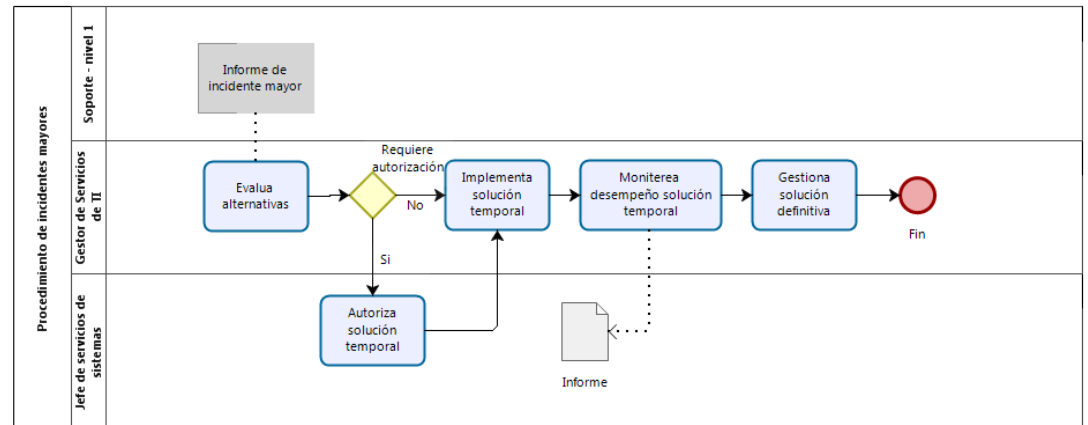 Procedimiento de incidentes mayores
Soporte - nivel 1
Informe de
incidente mayor
Gestor de Servicios
de TI
Evalua
alternativas
Requiere
autorización
No
Si
Implementa
solución
temporal
Moniterea
desempeño solución
temporal
Gestiona
solución
definitiva
Fin
Jefe de servicios de
sistemas
Autoriza
solución
temporal
Informe